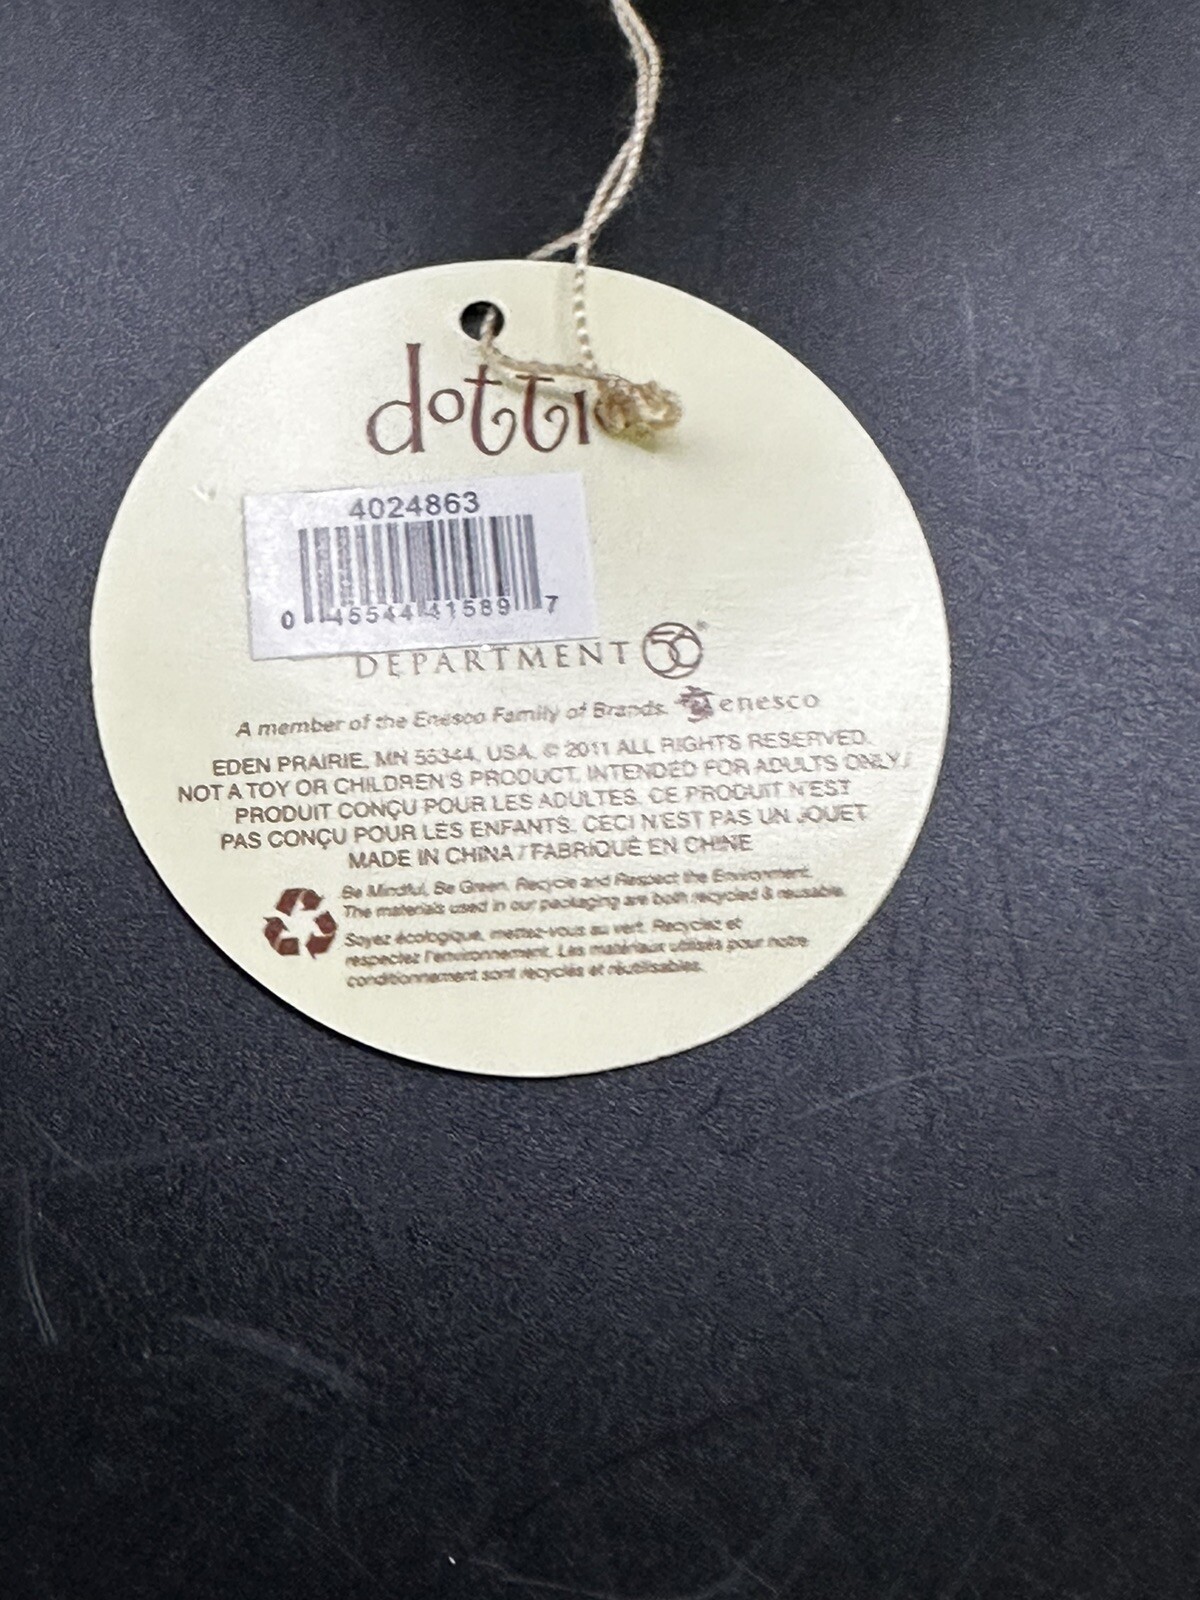 dotti
4024863
0 45544 41589 7
DEPARTMENT 56®
A member of the Enesco Family of Brands. enesco
EDEN PRAIRIE, MN 55344, USA. © 2011 ALL RIGHTS RESERVED.
NOT A TOY OR CHILDREN'S PRODUCT. INTENDED FOR ADULTS ONLY./
PRODUIT CONÇU POUR LES ADULTES. CE PRODUIT N'EST
PAS CONÇU POUR LES ENFANTS. CECI N'EST PAS UN JOUET
MADE IN CHINA / FABRIQUÉ EN CHINE
Be Mindful, Be Green. Recycle and Respect the Environment.
The materials used in our packaging are both recycled & reusable.
Soyez écologique, mettez-vous au vert. Recyclez et
respectez l'environnement. Les matériaux utilisés pour notre
conditionnement sont recyclés et réutilisables.